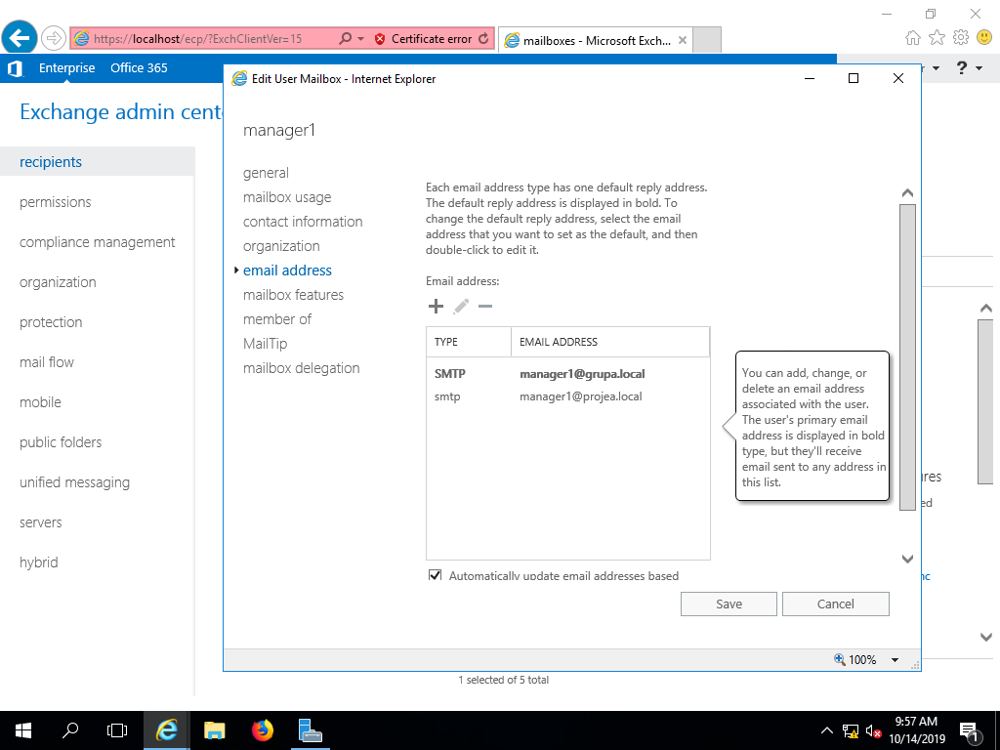 https://localhost/ecp/?ExchClientVer=15
Certificate error
mailboxes - Microsoft Exch...
Enterprise
Office 365
?
Exchange admin cent
recipients
permissions
compliance management
organization
protection
mail flow
mobile
public folders
unified messaging
servers
hybrid
Edit User Mailbox - Internet Explorer
manager1
general
mailbox usage
contact information
organization
email address
mailbox features
member of
MailTip
mailbox delegation
Each email address type has one default reply address.
The default reply address is displayed in bold. To
change the default reply address, select the email
address that you want to set as the default, and then
double-click to edit it.
Email address:
TYPE EMAIL ADDRESS
SMTP manager1@grupa.local
smtp manager1@projea.local
You can add, change, or
delete an email address
associated with the user.
The user's primary email
address is displayed in bold
type, but they'll receive
email sent to any address in
this list.
Automatically update email addresses based
Save
Cancel
100%
1 selected of 5 total
9:57 AM
10/14/2019
1